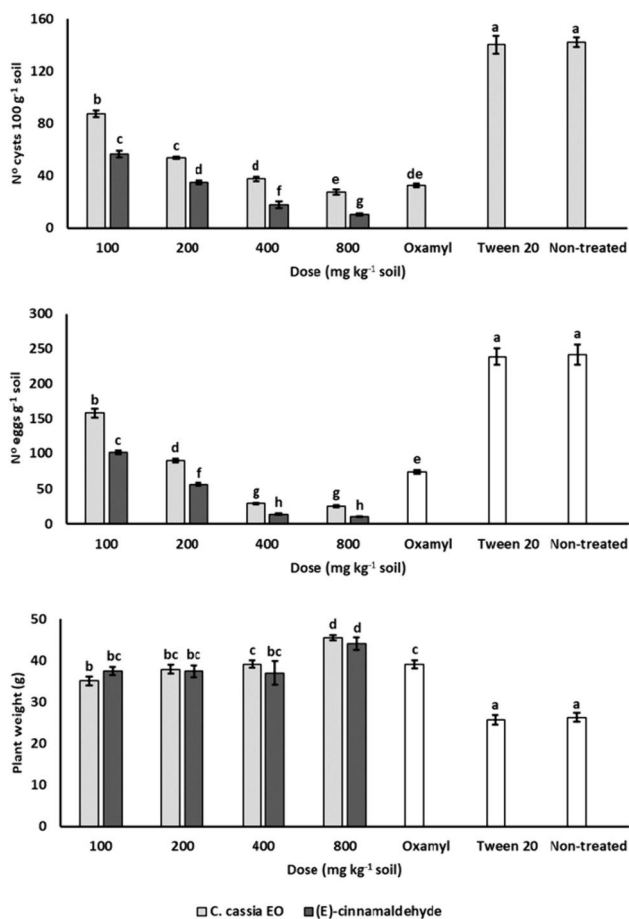 Nº cysts 100 g⁻¹ soil
160
120
80
40
0
b
c
c
d
d
f
e
g
de
a
a
100 200 400 800 Oxamyl Tween 20 Non-treated
Dose (mg kg⁻¹ soil)
Nº eggs g⁻¹ soil
300
250
200
150
100
50
0
b
c
d
f
g
h
g
h
e
a
a
100 200 400 800 Oxamyl Tween 20 Non-treated
Dose (mg kg⁻¹ soil)
Plant weight (g)
50
40
30
20
10
0
b
bc
bc
bc
c
bc
d
d
c
a
a
100 200 400 800 Oxamyl Tween 20 Non-treated
Dose (mg kg⁻¹ soil)
C. cassia EO (E)-cinnamaldehyde